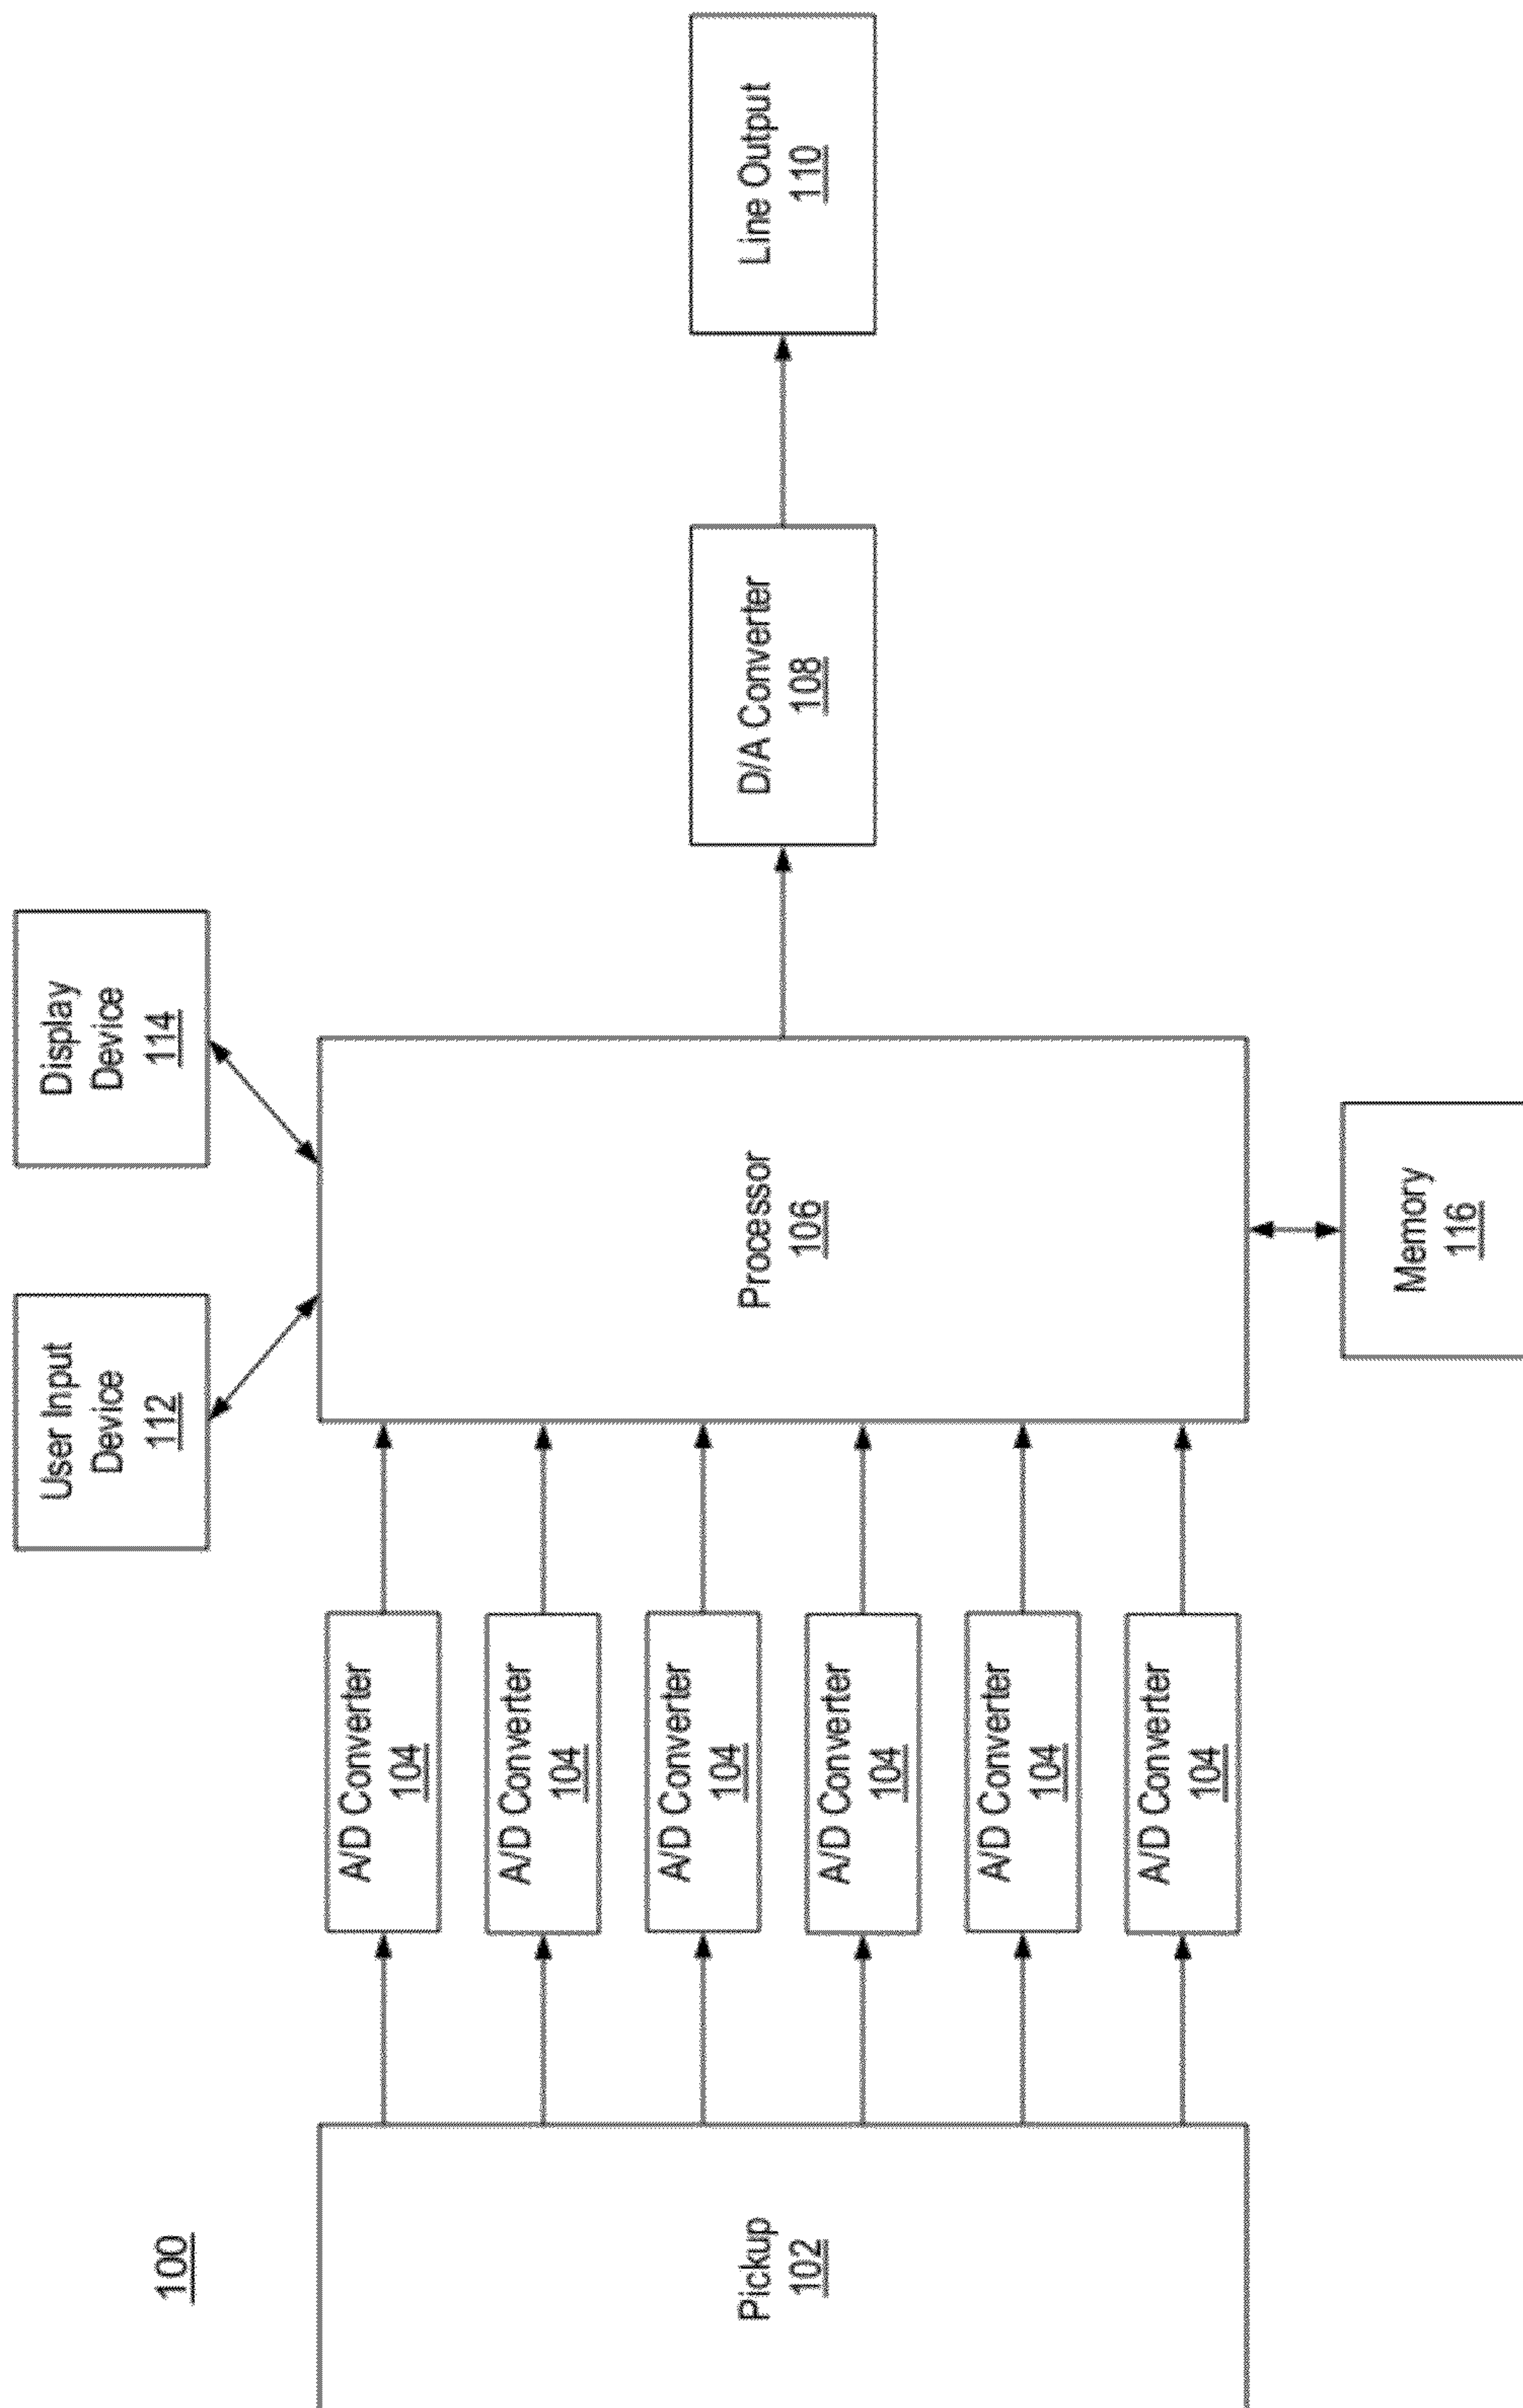 100
Pickup
102
A/D Converter
104
A/D Converter
104
A/D Converter
104
A/D Converter
104
A/D Converter
104
A/D Converter
104
User Input
Device
112
Display
Device
114
Processor
106
Memory
116
D/A Converter
108
Line Output
110